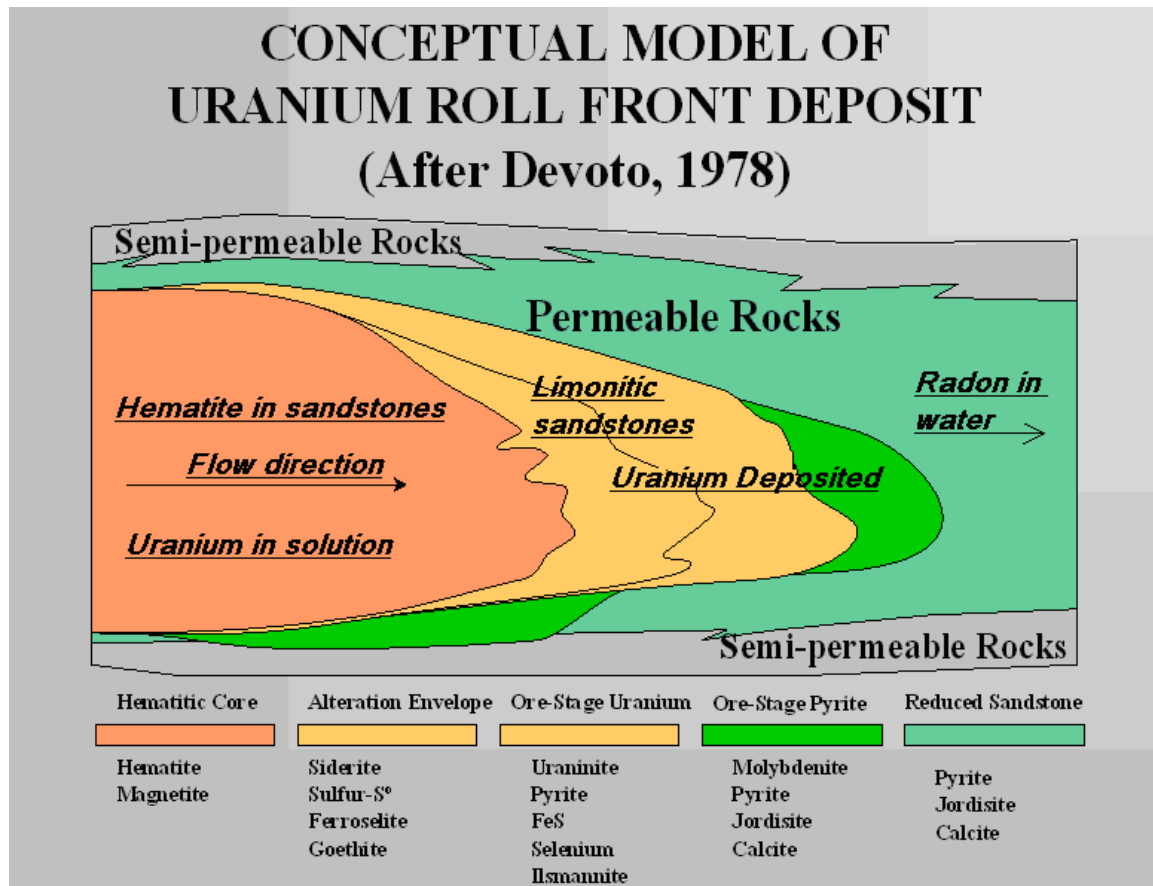 CONCEPTUAL MODEL OF
URANIUM ROLL FRONT DEPOSIT
(After Devoto, 1978)
Semi-permeable Rocks
Permeable Rocks
Hematite in sandstones
Flow direction
Uranium in solution
Limonitic
sandstones
Uranium Deposited
Radon in
water
Semi-permeable Rocks
Hematitic Core
Hematite
Magnetite
Alteration Envelope
Siderite
Sulfur-Sº
Ferroselite
Goethite
Ore-Stage Uranium
Uraninite
Pyrite
FeS
Selenium
Ilsmannite
Ore-Stage Pyrite
Molybdenite
Pyrite
Jordisite
Calcite
Reduced Sandstone
Pyrite
Jordisite
Calcite